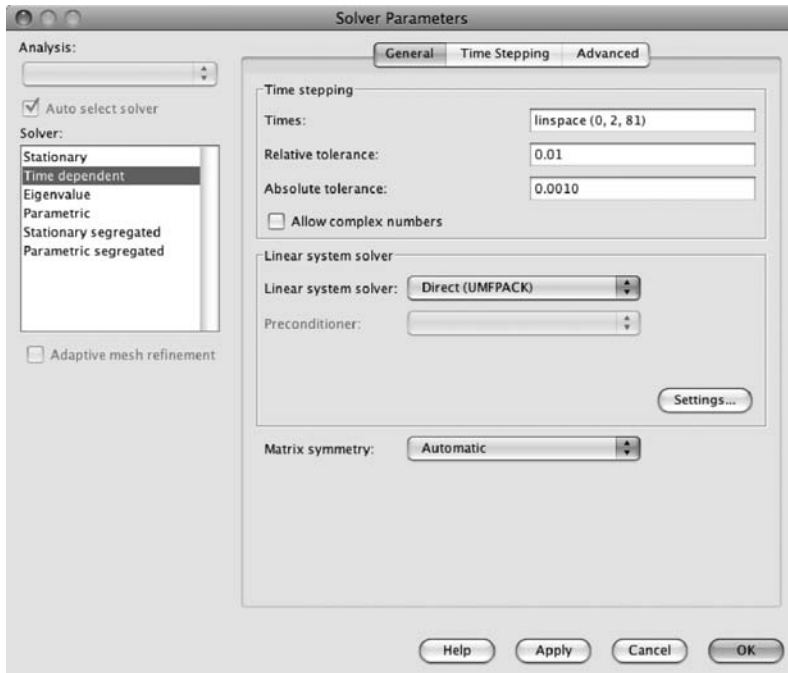 Solver Parameters
Analysis:
Auto select solver
Solver:
Stationary
Time dependent
Eigenvalue
Parametric
Stationary segregated
Parametric segregated
Adaptive mesh refinement
General Time Stepping Advanced
Time stepping
Times: linspace (0, 2, 81)
Relative tolerance: 0.01
Absolute tolerance: 0.0010
Allow complex numbers
Linear system solver
Linear system solver: Direct (UMFPACK)
Preconditioner:
Settings...
Matrix symmetry: Automatic
Help Apply Cancel OK